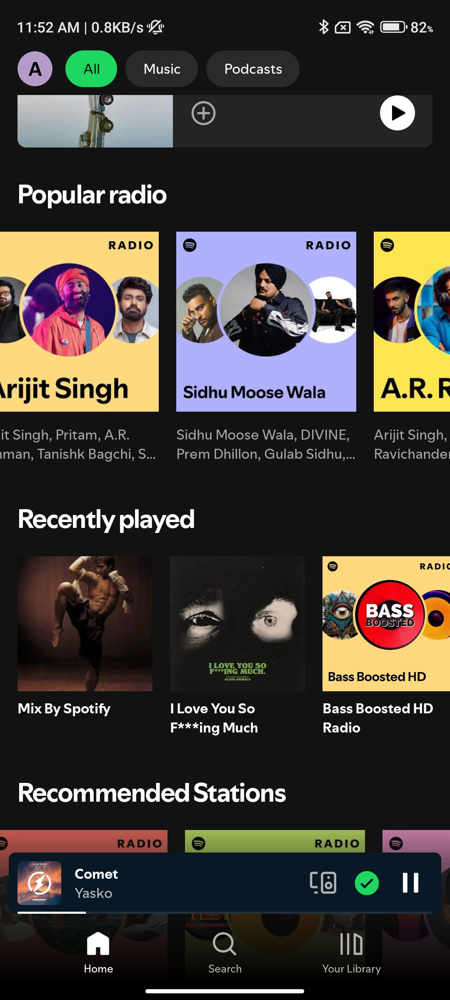 11:52 AM | 0.8KB/s 82%
A All Music Podcasts
Popular radio
RADIO
Arijit Singh
it Singh, Pritam, A.R.
man, Tanishk Bagchi, S...
RADIO
Sidhu Moose Wala
Sidhu Moose Wala, DIVINE,
Prem Dhillon, Gulab Sidhu,...
A.R. R
Arijit Singh,
Ravichander
Recently played
I LOVE YOU SO
F***ING MUCH.
GLASS ANIMALS
RADIO
BASS
BOOSTED
Bass Boosted HD
Mix By Spotify
I Love You So
F***ing Much
Bass Boosted HD
Radio
Recommended Stations
RADIO
RADIO
COMET
Comet
Yasko
Home
Search
Your Library